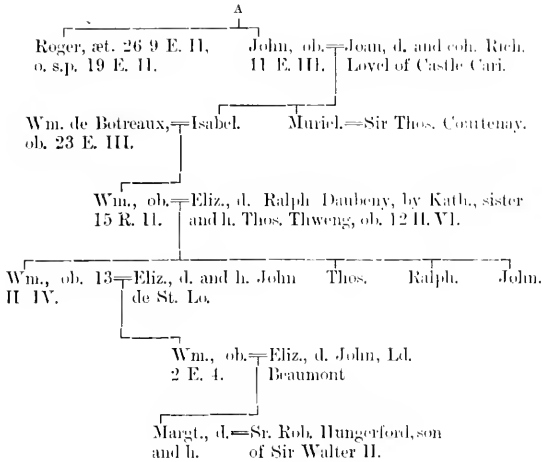 A
Roger, æt. 26 9 E. II, John, ob. Joan, d. and coh. Rich.
o. s.p. 19 E. II. 11 E. III. Lovel of Castle Cari.
Wm. de Botreaux, Isabel. Muriel. Sir Thos. Courtenay.
ob. 23 E. III.
Wm., ob. Eliz., d. Ralph Daubeny, by Kath., sister
15 R. II. and h. Thos. Thweng, ob. 12 H. VI.
Wm., ob. 13 Eliz., d. and h. John Thos. Ralph. John.
H IV. de St. Lo.
Wm., ob. Eliz., d. John, Ld.
2 E. 4. Beaumont
Margt., d. Sr. Rob. Hungerford, son
and h. of Sir Walter H.